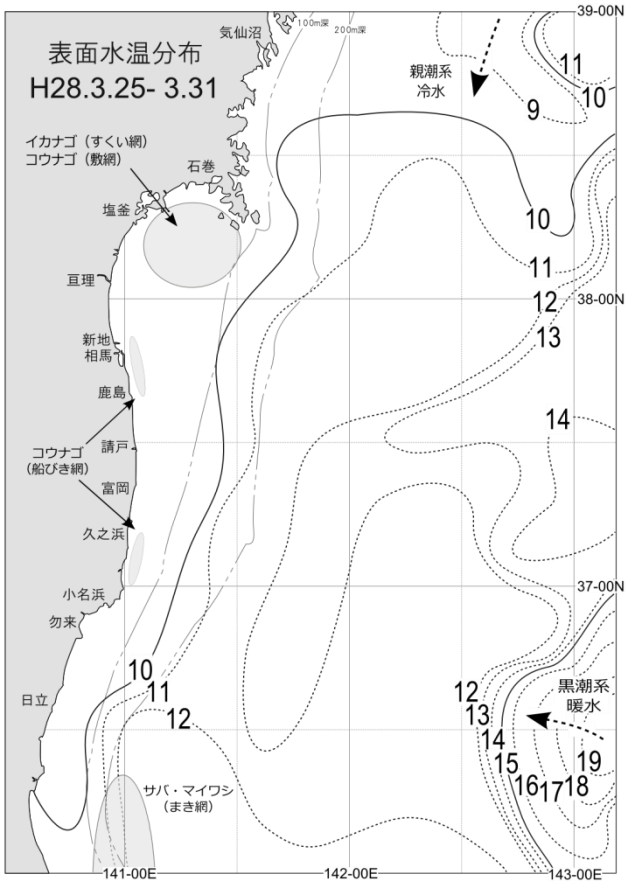 39-00N
気仙沼
100m深
200m深
表面水温分布
H28.3.25- 3.31
親潮系
冷水
11
10
9
イカナゴ（すくい網）
コウナゴ（敷網）
石巻
塩釜
10
亘理
11
12
38-00N
13
新地
相馬
鹿島
14
コウナゴ
（船びき網）
請戸
富岡
久之浜
37-00N
小名浜
勿来
10
11
12
日立
12
13
14
15
16
17
18
19
黒潮系
暖水
サバ・マイワシ
（まき網）
141-00E
142-00E
143-00E